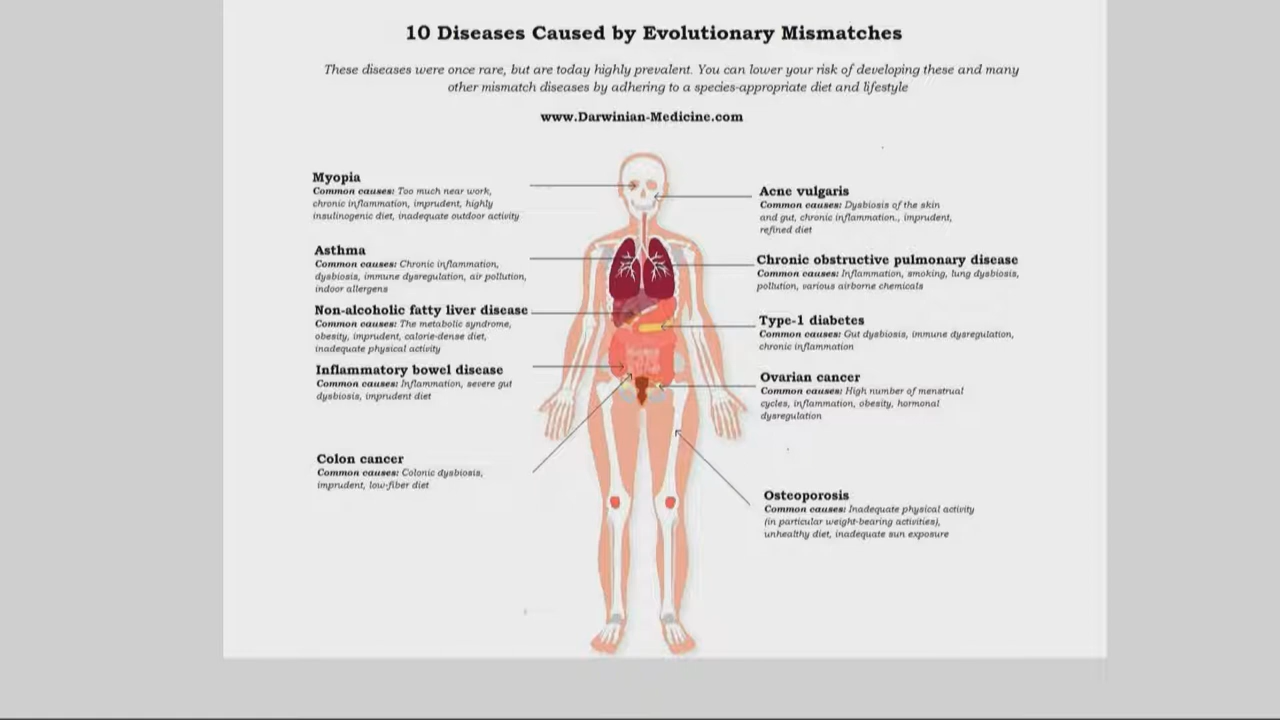 10 Diseases Caused by Evolutionary Mismatches
These diseases were once rare, but are today highly prevalent. You can lower your risk of developing these and many
other mismatch diseases by adhering to a species-appropriate diet and lifestyle
www.Darwinian-Medicine.com
Myopia
Common causes: Too much near work,
chronic inflammation, imprudent, highly
insulinogenic diet, inadequate outdoor activity
Asthma
Common causes: Chronic inflammation,
dysbiosis, immune dysregulation, air pollution,
indoor allergens
Non-alcoholic fatty liver disease
Common causes: The metabolic syndrome,
obesity, imprudent, calorie-dense diet,
inadequate physical activity
Inflammatory bowel disease
Common causes: Inflammation, severe gut
dysbiosis, imprudent diet
Colon cancer
Common causes: Colonic dysbiosis,
imprudent, low-fiber diet
Acne vulgaris
Common causes: Dysbiosis of the skin
and gut, chronic inflammation., imprudent,
refined diet
Chronic obstructive pulmonary disease
Common causes: Inflammation, smoking, lung dysbiosis,
pollution, various airborne chemicals
Type-1 diabetes
Common causes: Gut dysbiosis, immune dysregulation,
chronic inflammation
Ovarian cancer
Common causes: High number of menstrual
cycles, inflammation, obesity, hormonal
dysregulation
Osteoporosis
Common causes: Inadequate physical activity
(in particular weight-bearing activities),
unhealthy diet, inadequate sun exposure